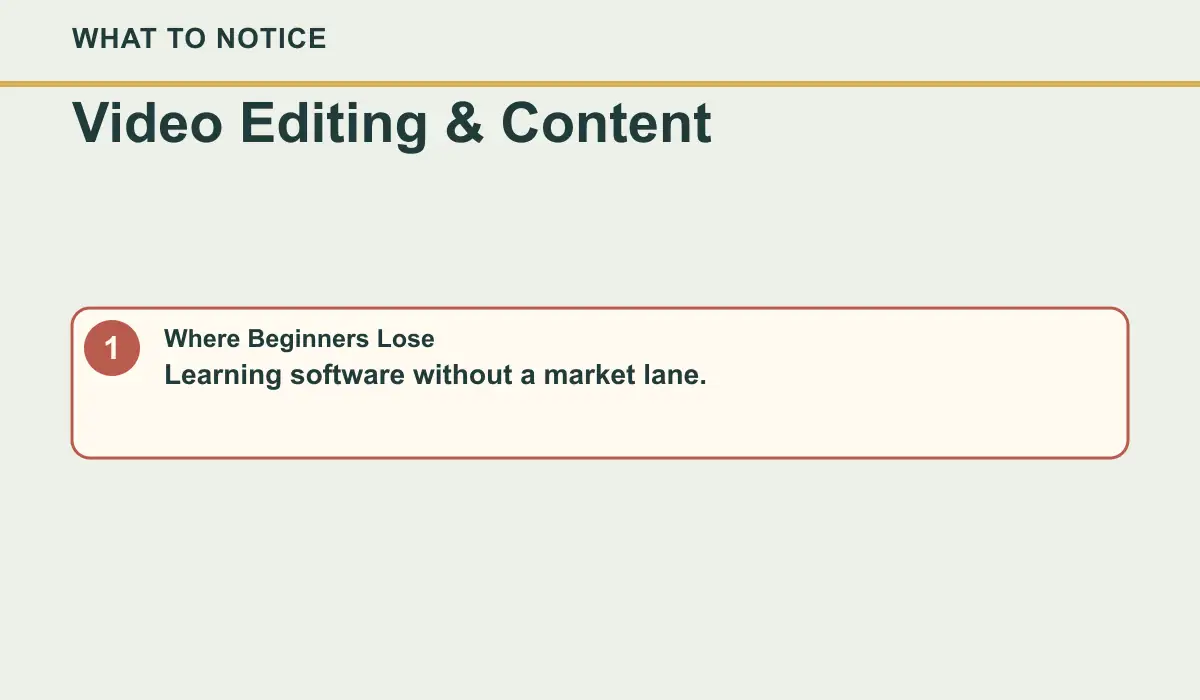 WHAT TO NOTICE
Video Editing & Content
1
Where Beginners Lose
Learning software without a market lane.